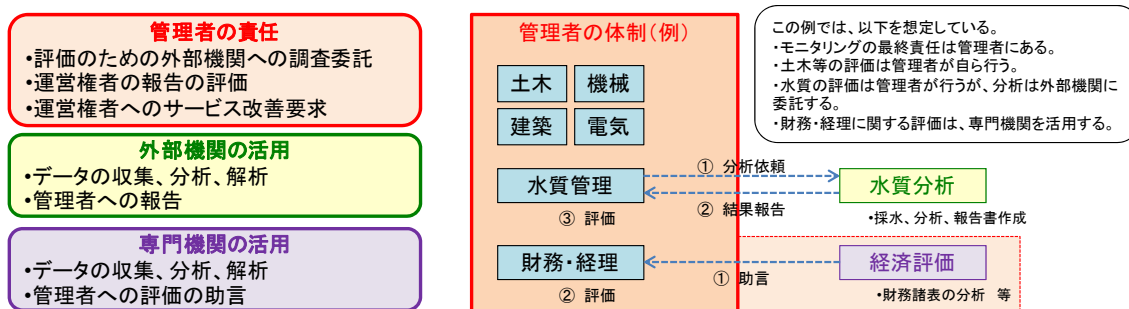 管理者の責任
・評価のための外部機関への調査委託
・運営権者の報告の評価
・運営権者へのサービス改善要求
外部機関の活用
・データの収集、分析、解析
・管理者への報告
専門機関の活用
・データの収集、分析、解析
・管理者への評価の助言
管理者の体制(例)
土木
機械
建築
電気
水質管理
③ 評価
財務・経理
② 評価
① 分析依頼
② 結果報告
① 助言
水質分析
・採水、分析、報告書作成
経済評価
・財務諸表の分析 等
この例では、以下を想定している。
・モニタリングの最終責任は管理者にある。
・土木等の評価は管理者が自ら行う。
・水質の評価は管理者が行うが、分析は外部機関に
委託する。
・財務・経理に関する評価は、専門機関を活用する。